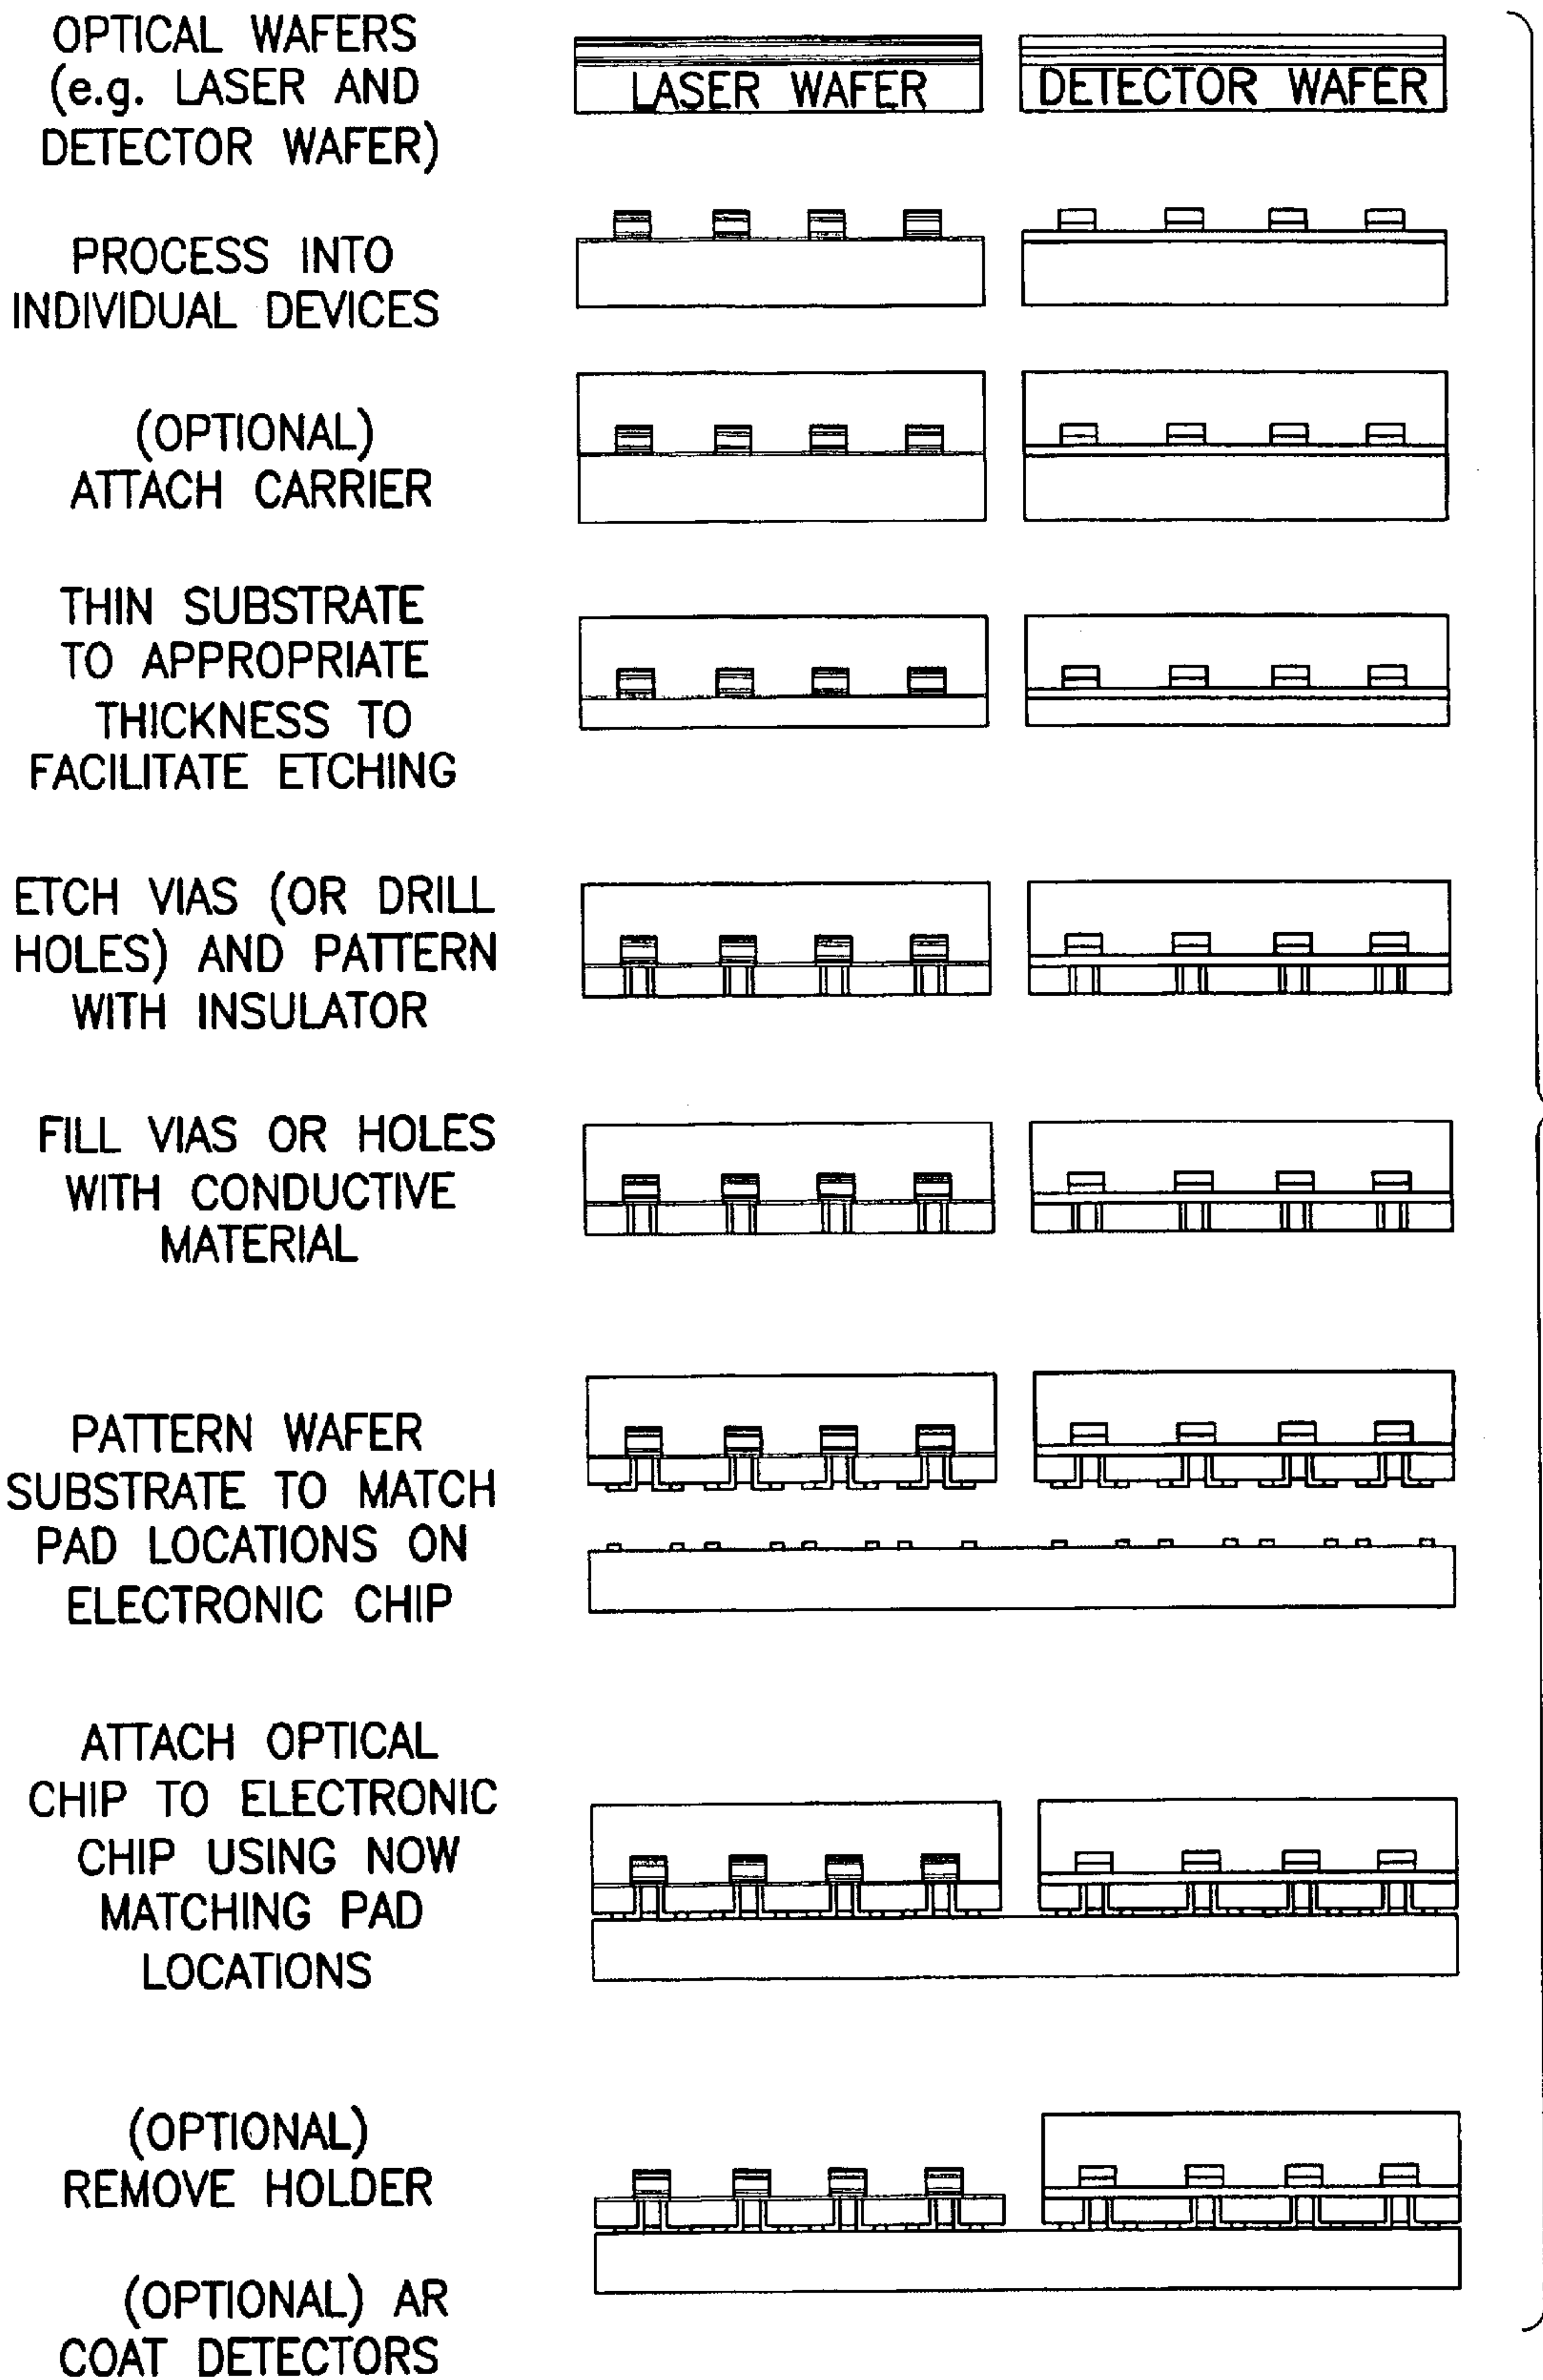 OPTICAL WAFERS
(e.g. LASER AND
DETECTOR WAFER)
LASER WAFER
DETECTOR WAFER
PROCESS INTO
INDIVIDUAL DEVICES
(OPTIONAL)
ATTACH CARRIER
THIN SUBSTRATE
TO APPROPRIATE
THICKNESS TO
FACILITATE ETCHING
ETCH VIAS (OR DRILL
HOLES) AND PATTERN
WITH INSULATOR
FILL VIAS OR HOLES
WITH CONDUCTIVE
MATERIAL
PATTERN WAFER
SUBSTRATE TO MATCH
PAD LOCATIONS ON
ELECTRONIC CHIP
ATTACH OPTICAL
CHIP TO ELECTRONIC
CHIP USING NOW
MATCHING PAD
LOCATIONS
(OPTIONAL)
REMOVE HOLDER
(OPTIONAL) AR
COAT DETECTORS